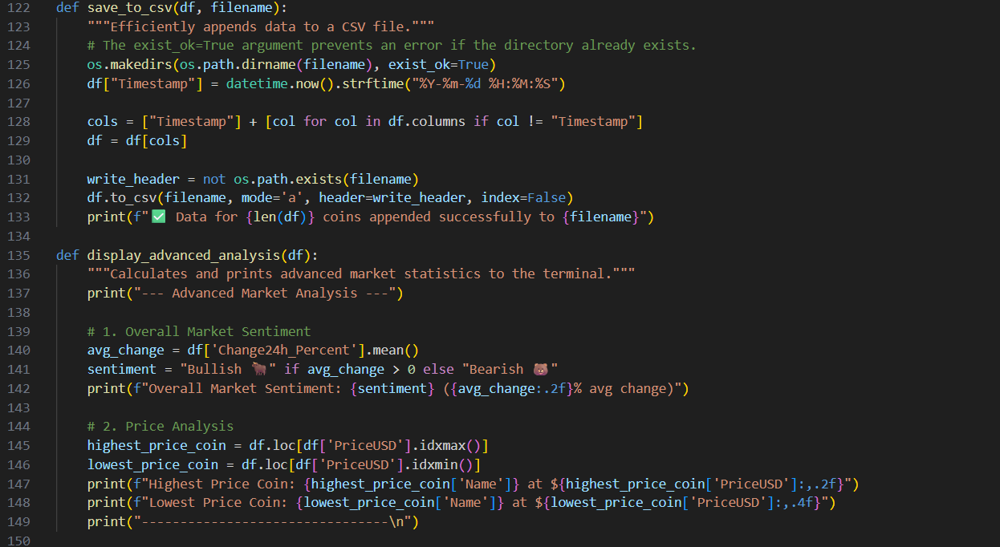 122 def save_to_csv(df, filename):
123     """Efficiently appends data to a CSV file."""
124     # The exist_ok=True argument prevents an error if the directory already exists.
125     os.makedirs(os.path.dirname(filename), exist_ok=True)
126     df["Timestamp"] = datetime.now().strftime("%Y-%m-%d %H:%M:%S")
127
128     cols = ["Timestamp"] + [col for col in df.columns if col != "Timestamp"]
129     df = df[cols]
130
131     write_header = not os.path.exists(filename)
132     df.to_csv(filename, mode='a', header=write_header, index=False)
133     print(f"✅ Data for {len(df)} coins appended successfully to {filename}")
134
135 def display_advanced_analysis(df):
136     """Calculates and prints advanced market statistics to the terminal."""
137     print("--- Advanced Market Analysis ---")
138
139     # 1. Overall Market Sentiment
140     avg_change = df['Change24h_Percent'].mean()
141     sentiment = "Bullish 🐂" if avg_change > 0 else "Bearish 🐻"
142     print(f"Overall Market Sentiment: {sentiment} ({avg_change:.2f}% avg change)")
143
144     # 2. Price Analysis
145     highest_price_coin = df.loc[df['PriceUSD'].idxmax()]
146     lowest_price_coin = df.loc[df['PriceUSD'].idxmin()]
147     print(f"Highest Price Coin: {highest_price_coin['Name']} at ${highest_price_coin['PriceUSD']:,.2f}")
148     print(f"Lowest Price Coin: {lowest_price_coin['Name']} at ${lowest_price_coin['PriceUSD']:,.4f}")
149     print("--------------------------------\n")
150